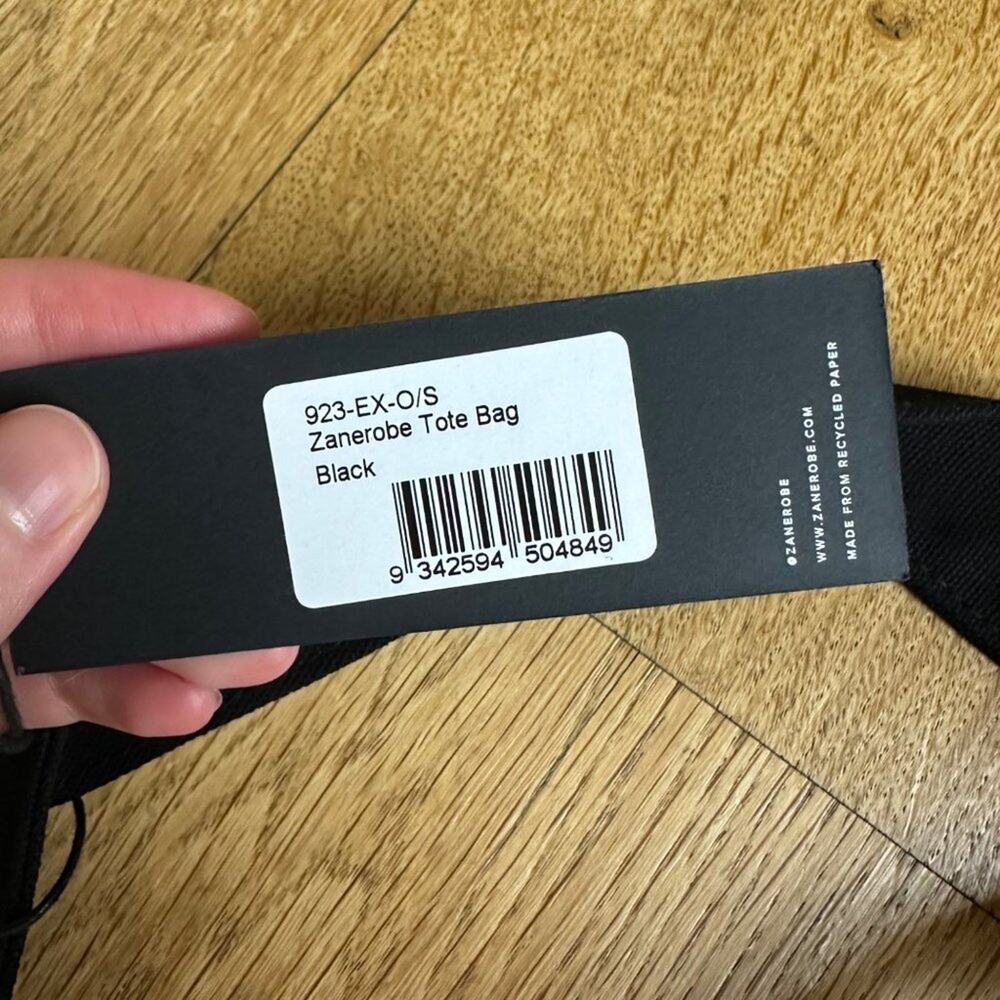 923-EX-O/S
Zanerobe Tote Bag
Black
9 342594 504849
@ZANEROBE
WWW.ZANEROBE.COM
MADE FROM RECYCLED PAPER